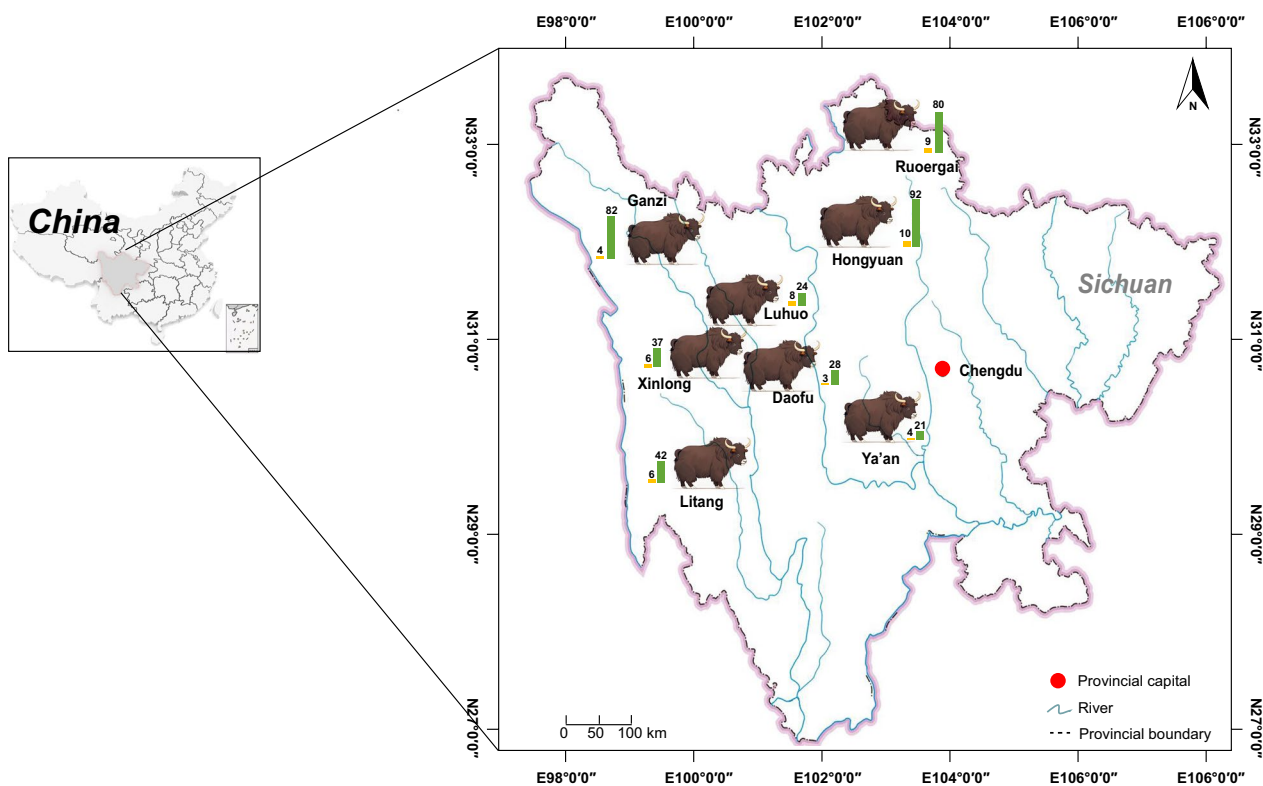 E98°0′0″ E100°0′0″ E102°0′0″ E104°0′0″ E106°0′0″ E106°0′0″
N
N33°0′0″
N33°0′0″
China
80
9
Ruoergai
Ganzi
82
4
92
10
Hongyuan
Sichuan
24
8
Luhuo
N31°0′0″
N31°0′0″
37
6
Xinlong
28
3
Daofu
Chengdu
4 21
Ya’an
42
6
Litang
N29°0′0″
N29°0′0″
Provincial capital
River
Provincial boundary
0 50 100 km
N27°0′0″
N27°0′0″
E98°0′0″ E100°0′0″ E102°0′0″ E104°0′0″ E106°0′0″ E106°0′0″